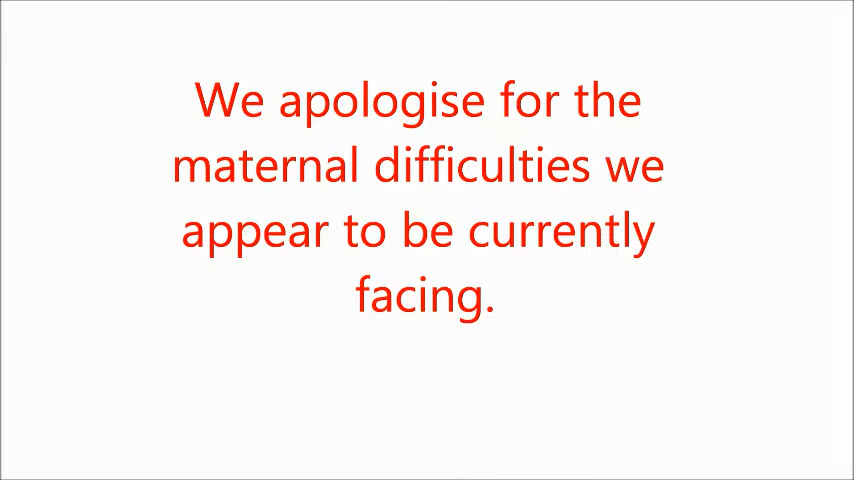 We apologise for the
maternal difficulties we
appear to be currently
facing.